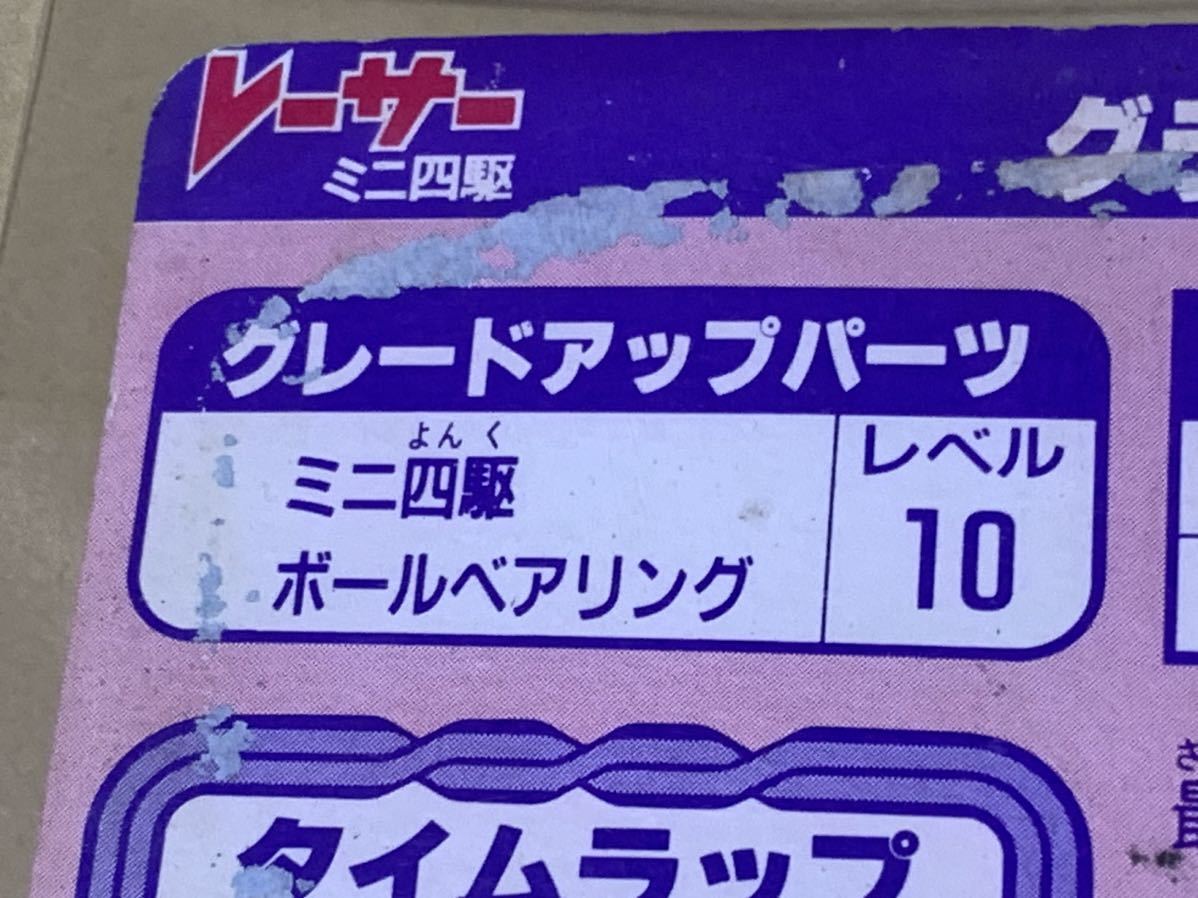 レーサー
ミニ四駆
グレードアップパーツ
よんく
ミニ四駆
ボールベアリング
レベル
10
タイムラップ